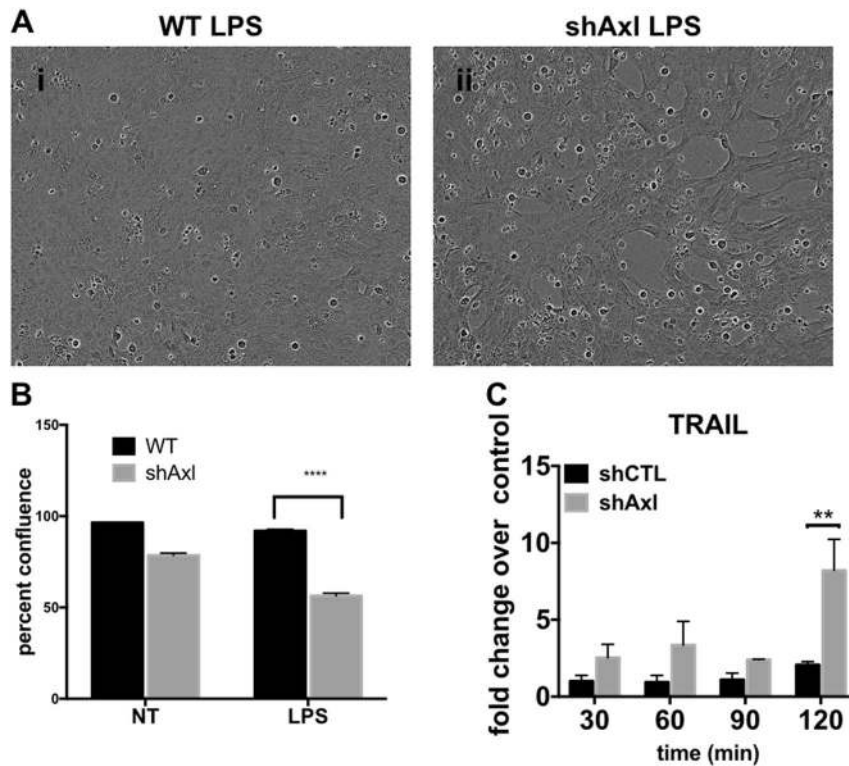 A
WT LPS
shAxl LPS
i
ii
B
percent confluence
150
100
50
0
WT
shAxl
****
NT
LPS
C
TRAIL
fold change over control
15
10
5
0
shCTL
shAxl
**
30
60
90
120
time (min)